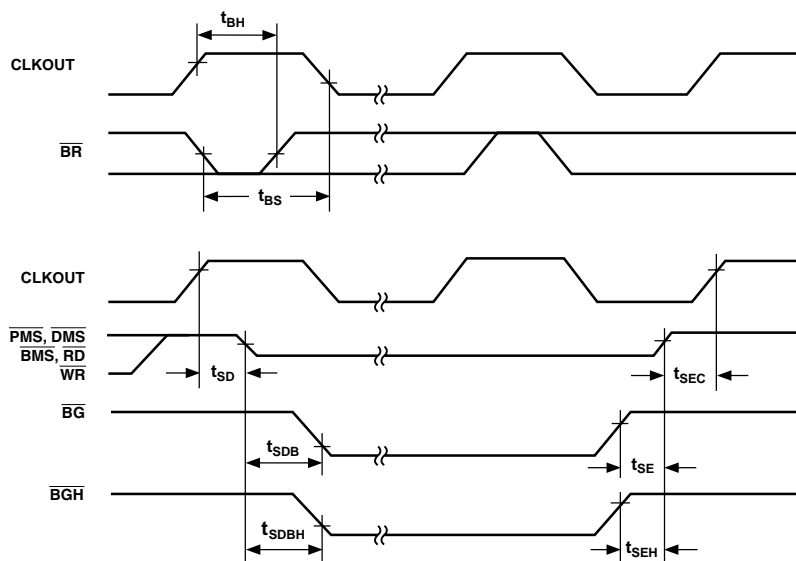 tBH
CLKOUT
BR
tBS
CLKOUT
PMS, DMS
BMS, RD
WR
tSD
tSEC
BG
tSDB
tSE
BGH
tSDBH
tSEH